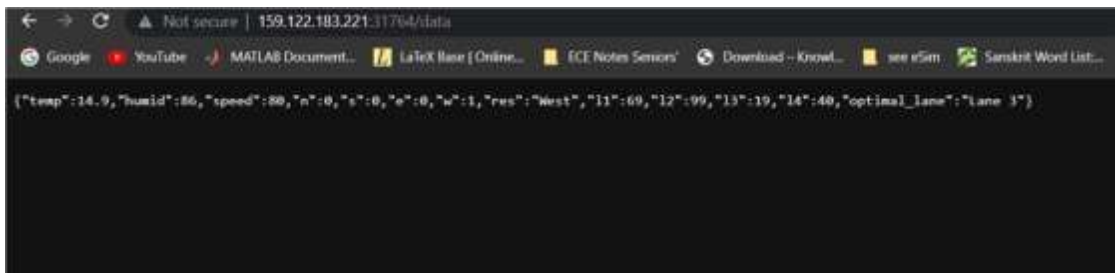 Not secure | 159.122.183.221:31764/data
Google YouTube MATLAB Document... LaTeX Base | Online... ECE Notes Seniors' Download – Knowl... see eSim Sanskrit Word List:...
{"temp":14.9,"humid":86,"speed":80,"n":0,"s":0,"e":0,"w":1,"res":"West","l1":69,"l2":99,"l3":19,"l4":40,"optimal_lane":"Lane 3"}